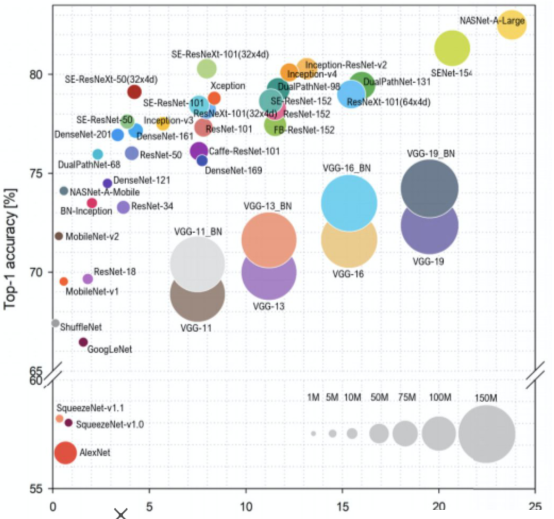 NASNet-A-Large
SE-ResNeXt-101(32x4d)
Inception-ResNet-v2
SENet-154
80
Inception-v4
SE-ResNeXt-50(32x4d)
Xception
DualPathNet-98
DualPathNet-131
SE-ResNet-101
SE-ResNet-152
ResNeXt-101(64x4d)
ResNeXt-101(32x4d)
ResNet-152
SE-ResNet-50
Inception-v3
DenseNet-201
DenseNet-161
ResNet-101
FB-ResNet-152
DualPathNet-68
ResNet-50
Caffe-ResNet-101
75
DenseNet-169
DenseNet-121
NASNet-A-Mobile
BN-Inception
ResNet-34
VGG-16_BN
VGG-19_BN
VGG-13_BN
MobileNet-v2
VGG-11_BN
70
ResNet-18
MobileNet-v1
VGG-16
VGG-19
VGG-13
VGG-11
ShuffleNet
GoogLeNet
65
60
1M 5M 10M 50M 75M 100M 150M
SqueezeNet-v1.1
SqueezeNet-v1.0
AlexNet
55
0 5 10 15 20 25
Top-1 accuracy [%]